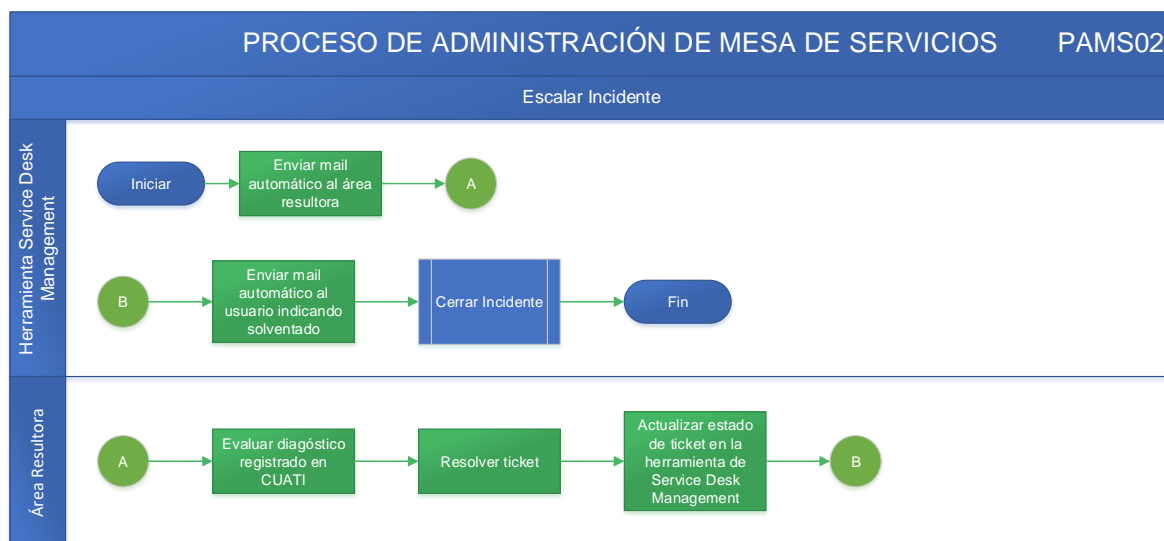 PROCESO DE ADMINISTRACIÓN DE MESA DE SERVICIOS PAMS02
Escalar Incidente
Herramienta Service Desk
Management
Iniciar
Enviar mail
automático al área
resultora
A
B
Enviar mail
automático al
usuario indicando
solventado
Cerrar Incidente
Fin
Área Resultora
A
Evaluar diagóstico
registrado en
CUATI
Resolver ticket
Actualizar estado
de ticket en la
herramienta de
Service Desk
Management
B